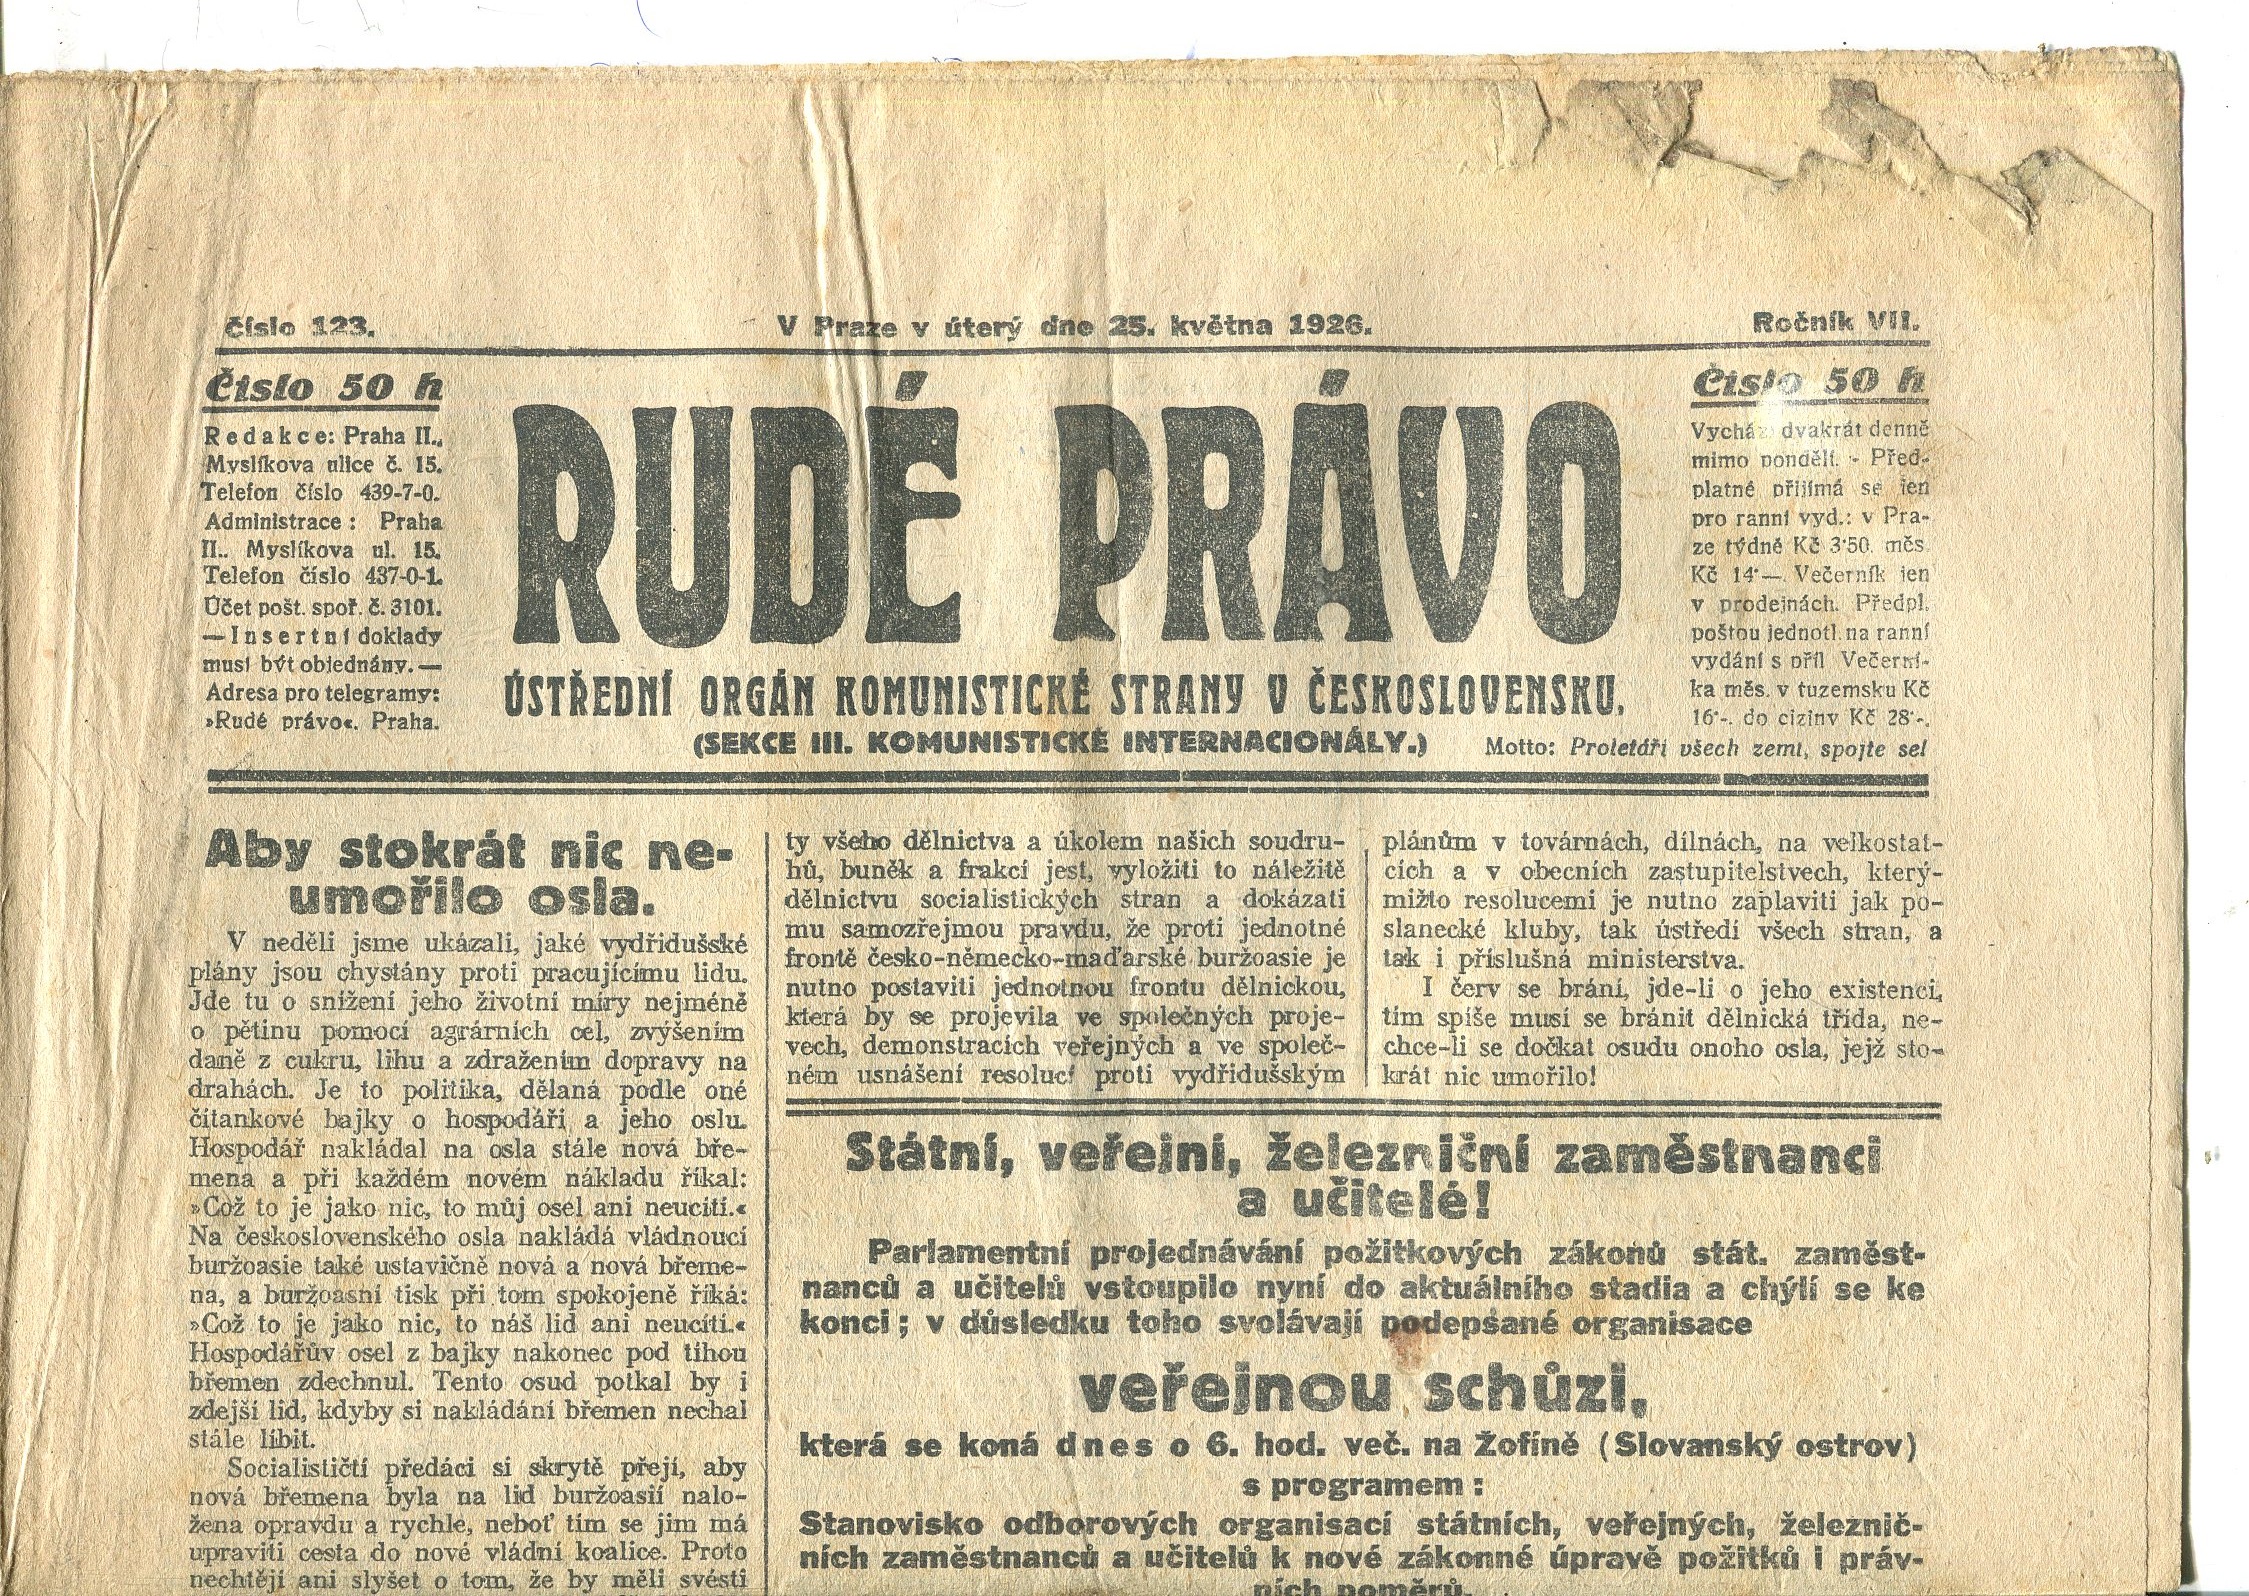 Číslo 123.
V Praze v úterý dne 25. května 1926.
Ročník VII.
Číslo 50 h
Redakce: Praha II.,
Myslíkova ulice č. 15.
Telefon číslo 439-7-0.
Administrace: Praha
II.. Myslíkova ul. 15.
Telefon číslo 437-0-1.
Účet pošt. spoř. č. 3101.
—Insertní doklady
musí být objednány.—
Adresa pro telegramy:
»Rudé právo«. Praha.
RUDÉ PRÁVO
ÚSTŘEDNÍ ORGÁN KOMUNISTICKÉ STRANY V ČESKOSLOVENSKU.
(SEKCE III. KOMUNISTICKÉ INTERNACIONÁLY.)
Motto: Proletáři všech zemí, spojte se!
Číslo 50 h
Vychází dvakrát denně
mimo pondělí. - Před-
platné přijímá se jen
pro ranní vyd.: v Pra-
ze týdně Kč 3·50. měs.
Kč 14·—. Večerník jen
v prodejnách. Předpl.
poštou jednotl. na ranní
vydání s příl Večerní-
ka měs. v tuzemsku Kč
16·-. do ciziny Kč 28·-.
Aby stokrát nic ne-
umořilo osla.
V neděli jsme ukázali, jaké vydřidušské
plány jsou chystány proti pracujícímu lidu.
Jde tu o snížení jeho životní míry nejméně
o pětinu pomocí agrárních cel, zvýšením
daně z cukru, lihu a zdražením dopravy na
drahách. Je to politika, dělaná podle oné
čítankové bajky o hospodáři a jeho oslu.
Hospodář nakládal na osla stále nová bře-
mena a při každém novém nákladu říkal:
»Což to je jako nic, to můj osel ani neucítí.«
Na československého osla nakládá vládnoucí
buržoasie také ustavičně nová a nová břeme-
na, a buržoasní tisk při tom spokojeně říká:
»Což to je jako nic, to náš lid ani neucítí.«
Hospodářův osel z bajky nakonec pod tíhou
břemen zdechnul. Tento osud potkal by i
zdejší lid, kdyby si nakládání břemen nechal
stále líbit.
Socialističtí předáci si skrytě přejí, aby
nová břemena byla na lid buržoasií nalo-
žena opravdu a rychle, neboť tím se jim má
upraviti cesta do nové vládní koalice. Proto
nechtějí ani slyšet o tom, že by měli svésti
ty všeho dělnictva a úkolem našich soudru-
hů, buněk a frakcí jest, vyložiti to náležitě
dělnictvu socialistických stran a dokázati
mu samozřejmou pravdu, že proti jednotné
frontě česko-německo-maďarské buržoasie je
nutno postaviti jednotnou frontu dělnickou,
která by se projevila ve společných proje-
vech, demonstracích veřejných a ve společ-
ném usnášení resolucí proti vydřidušským
plánům v továrnách, dílnách, na velkostat-
cích a v obecních zastupitelstvech, který-
mižto resolucemi je nutno zaplaviti jak po-
slanecké kluby, tak ústředí všech stran, a
tak i příslušná ministerstva.
I červ se brání, jde-li o jeho existenci,
tím spíše musí se bránit dělnická třída, ne-
chce-li se dočkat osudu onoho osla, jejž sto-
krát nic umořilo!
Státní, veřejní, železniční zaměstnanci
a učitelé!
Parlamentní projednávání požitkových zákonů stát. zaměst-
nanců a učitelů vstoupilo nyní do aktuálního stadia a chýlí se ke
konci; v důsledku toho svolávají podepsané organisace
veřejnou schůzi,
která se koná dnes o 6. hod. več. na Žofíně (Slovanský ostrov)
s programem:
Stanovisko odborových organisací státních, veřejných, železnič-
ních zaměstnanců a učitelů k nové zákonné úpravě požitků i práv-
ních poměrů.